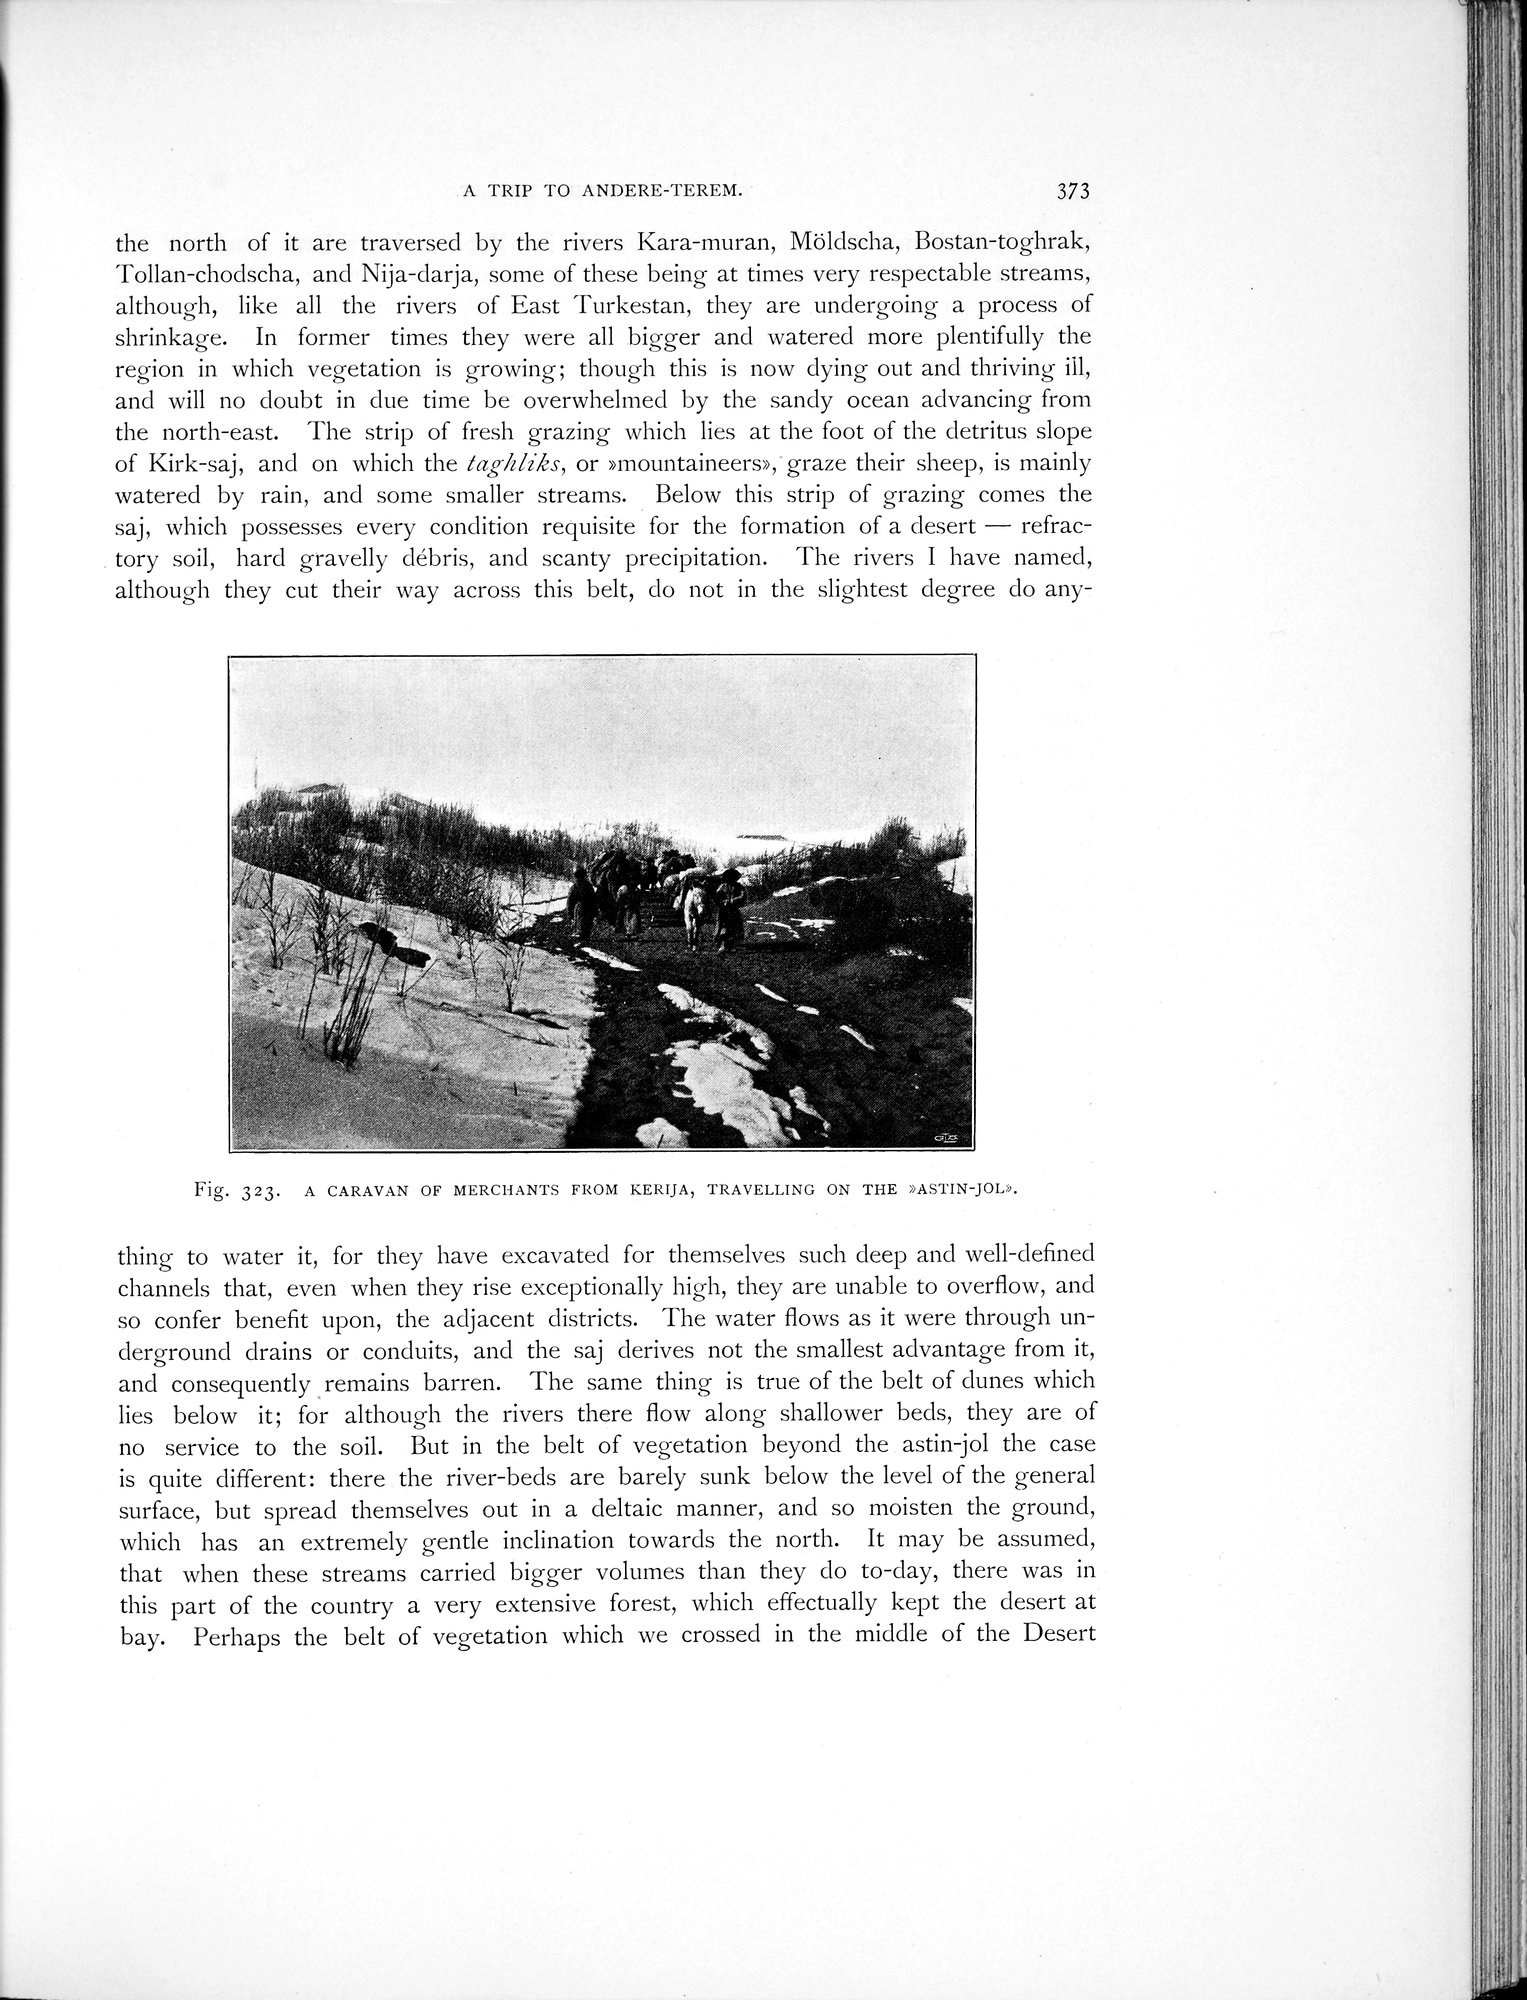 A TRIP TO ANDERE-TEREM. 373
the north of it are traversed by the rivers Kara-muran, Möldscha, Bostan-toghrak,
Tollan-chodscha, and Nija-darja, some of these being at times very respectable streams,
although, like all the rivers of East Turkestan, they are undergoing a process of
shrinkage. In former times they were all bigger and watered more plentifully the
region in which vegetation is growing; though this is now dying out and thriving ill,
and will no doubt in due time be overwhelmed by the sandy ocean advancing from
the north-east. The strip of fresh grazing which lies at the foot of the detritus slope
of Kirk-saj, and on which the taghliks, or »mountaineers», graze their sheep, is mainly
watered by rain, and some smaller streams. Below this strip of grazing comes the
saj, which possesses every condition requisite for the formation of a desert — refrac-
tory soil, hard gravelly débris, and scanty precipitation. The rivers I have named,
although they cut their way across this belt, do not in the slightest degree do any-
Fig. 323. A CARAVAN OF MERCHANTS FROM KERIJA, TRAVELLING ON THE »ASTIN-JOL».
thing to water it, for they have excavated for themselves such deep and well-defined
channels that, even when they rise exceptionally high, they are unable to overflow, and
so confer benefit upon, the adjacent districts. The water flows as it were through un-
derground drains or conduits, and the saj derives not the smallest advantage from it,
and consequently remains barren. The same thing is true of the belt of dunes which
lies below it; for although the rivers there flow along shallower beds, they are of
no service to the soil. But in the belt of vegetation beyond the astin-jol the case
is quite different: there the river-beds are barely sunk below the level of the general
surface, but spread themselves out in a deltaic manner, and so moisten the ground,
which has an extremely gentle inclination towards the north. It may be assumed,
that when these streams carried bigger volumes than they do to-day, there was in
this part of the country a very extensive forest, which effectually kept the desert at
bay. Perhaps the belt of vegetation which we crossed in the middle of the Desert